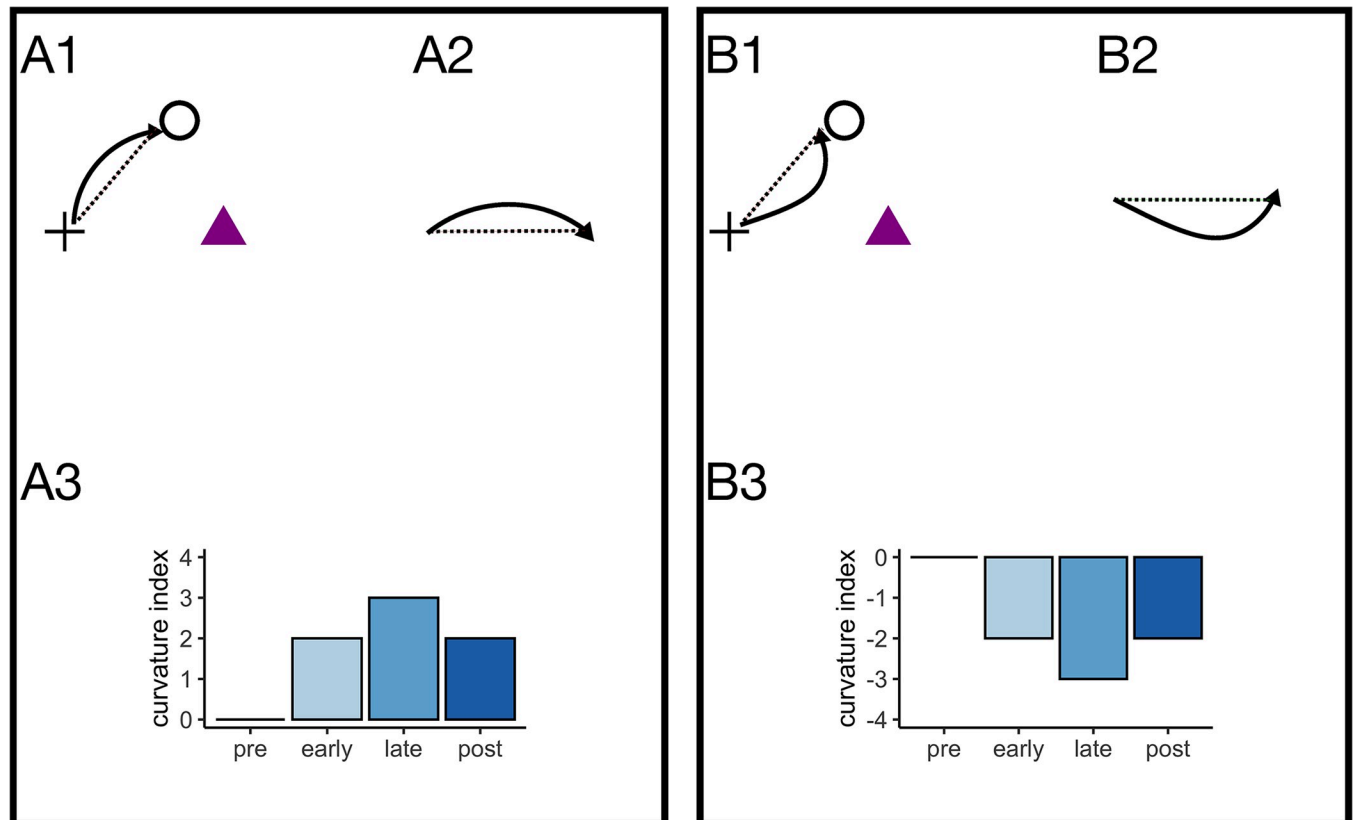 A1
A2
A3
curvature index
4
3
2
1
0
pre early late post
B1
B2
B3
curvature index
0
-1
-2
-3
-4
pre early late post